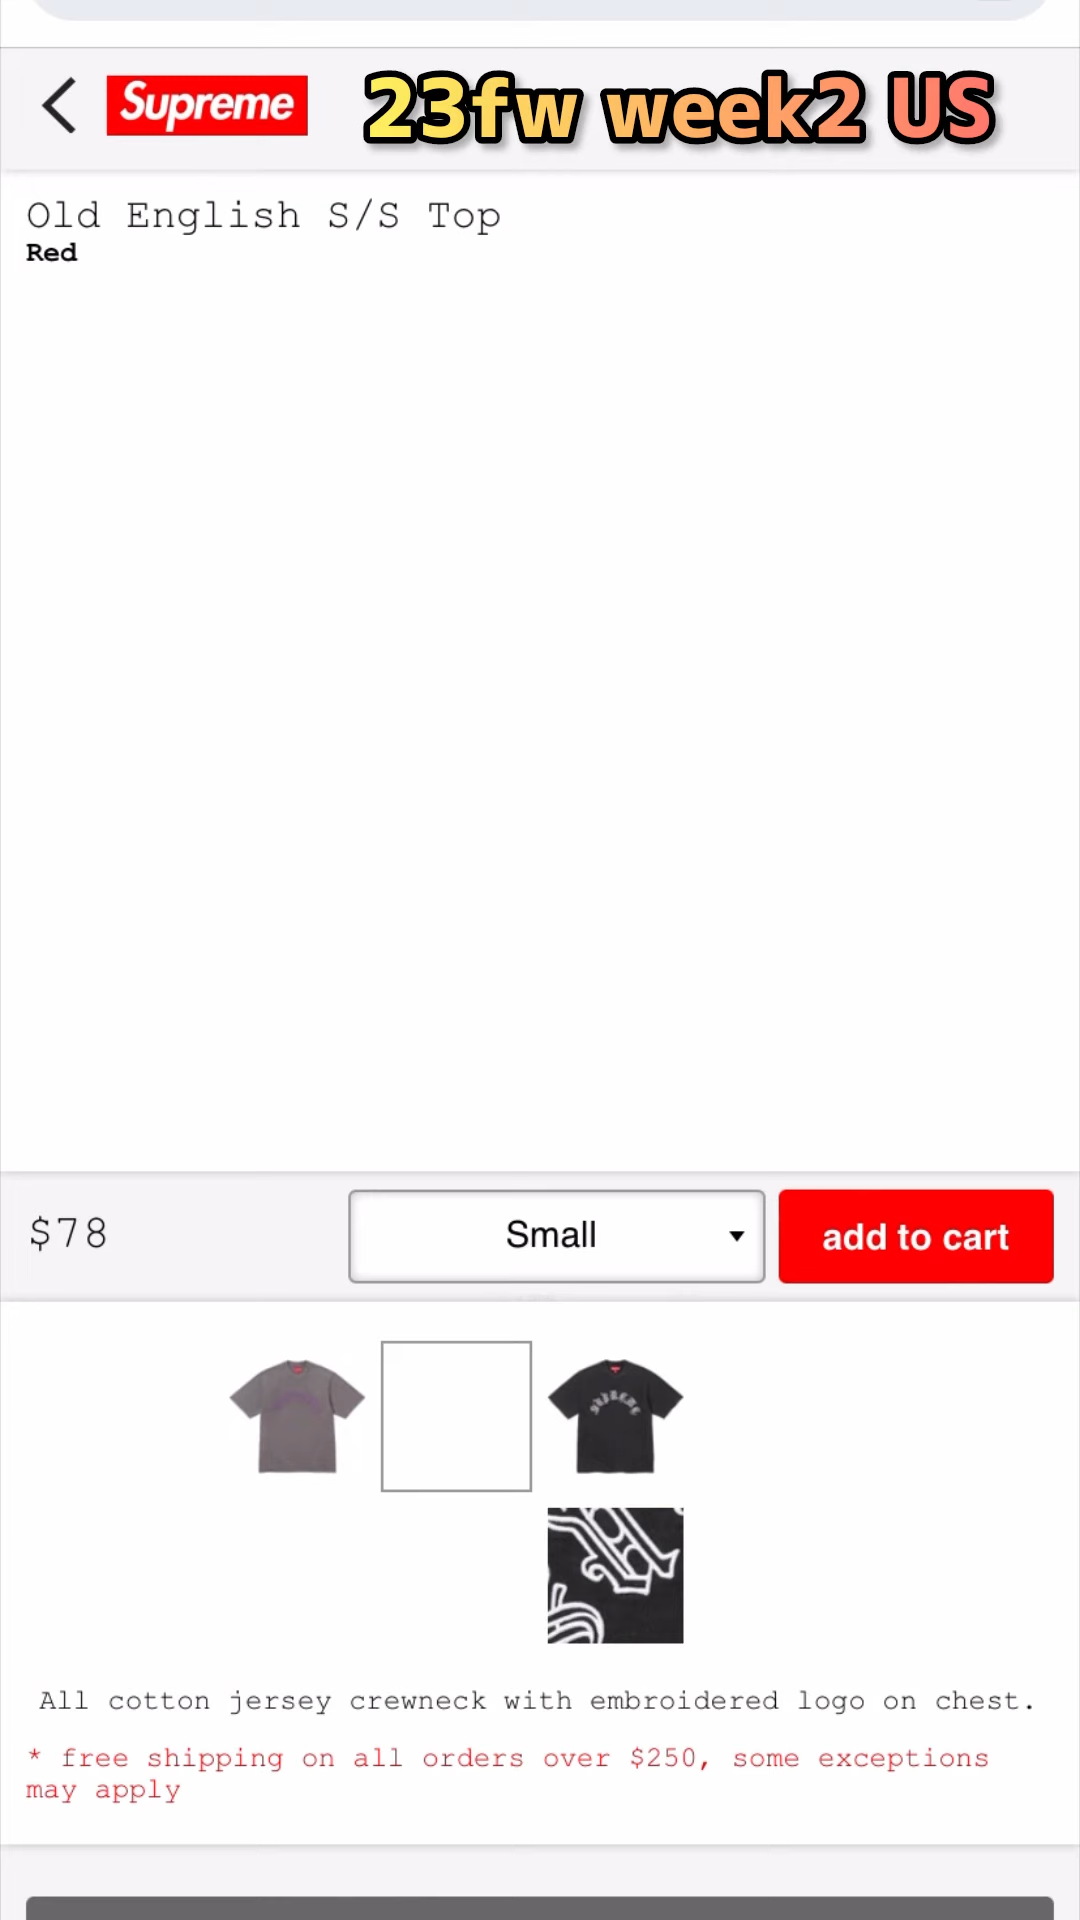 Supreme
23fw week2 US
Old English S/S Top
Red
$78
Small
add to cart
All cotton jersey crewneck with embroidered logo on chest.
* free shipping on all orders over $250, some exceptions
may apply